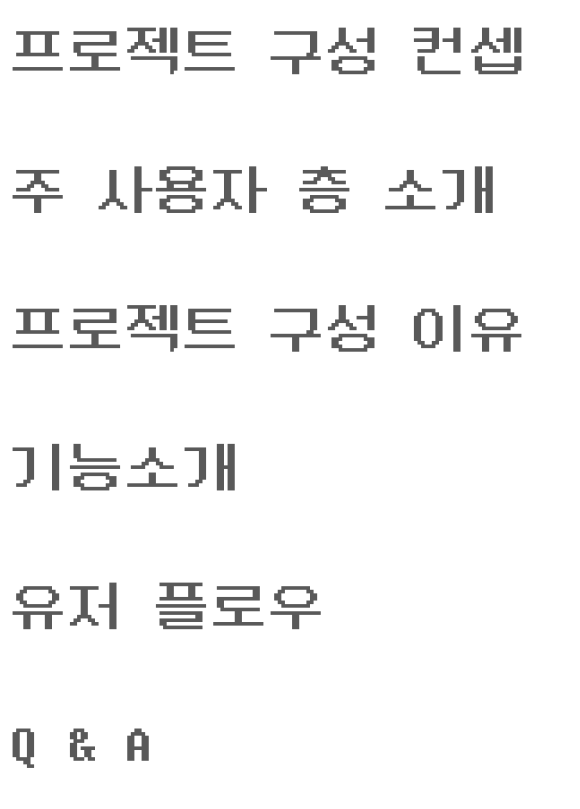 프로젝트 구성 컨셉
주 사용자 층 소개
프로젝트 구성 이유
기능소개
유저 플로우
Q & A